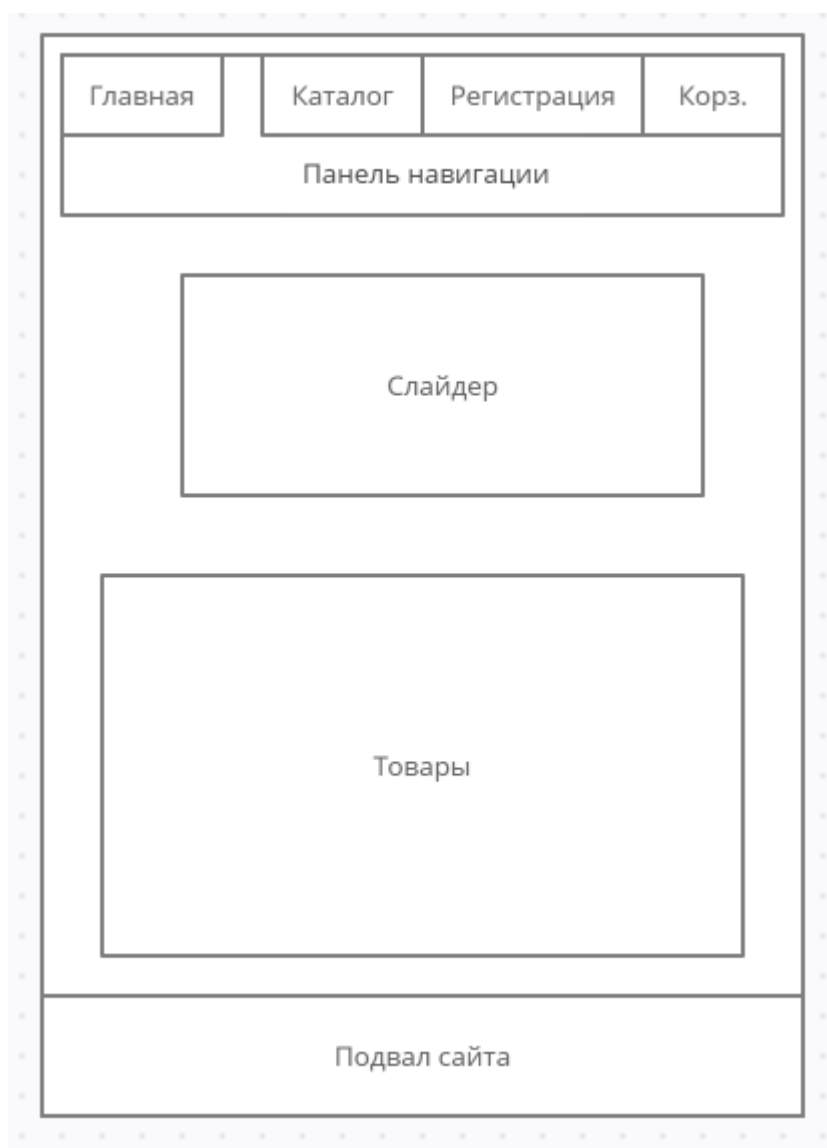 Главная
Каталог
Регистрация
Корз.
Панель навигации
Слайдер
Товары
Подвал сайта